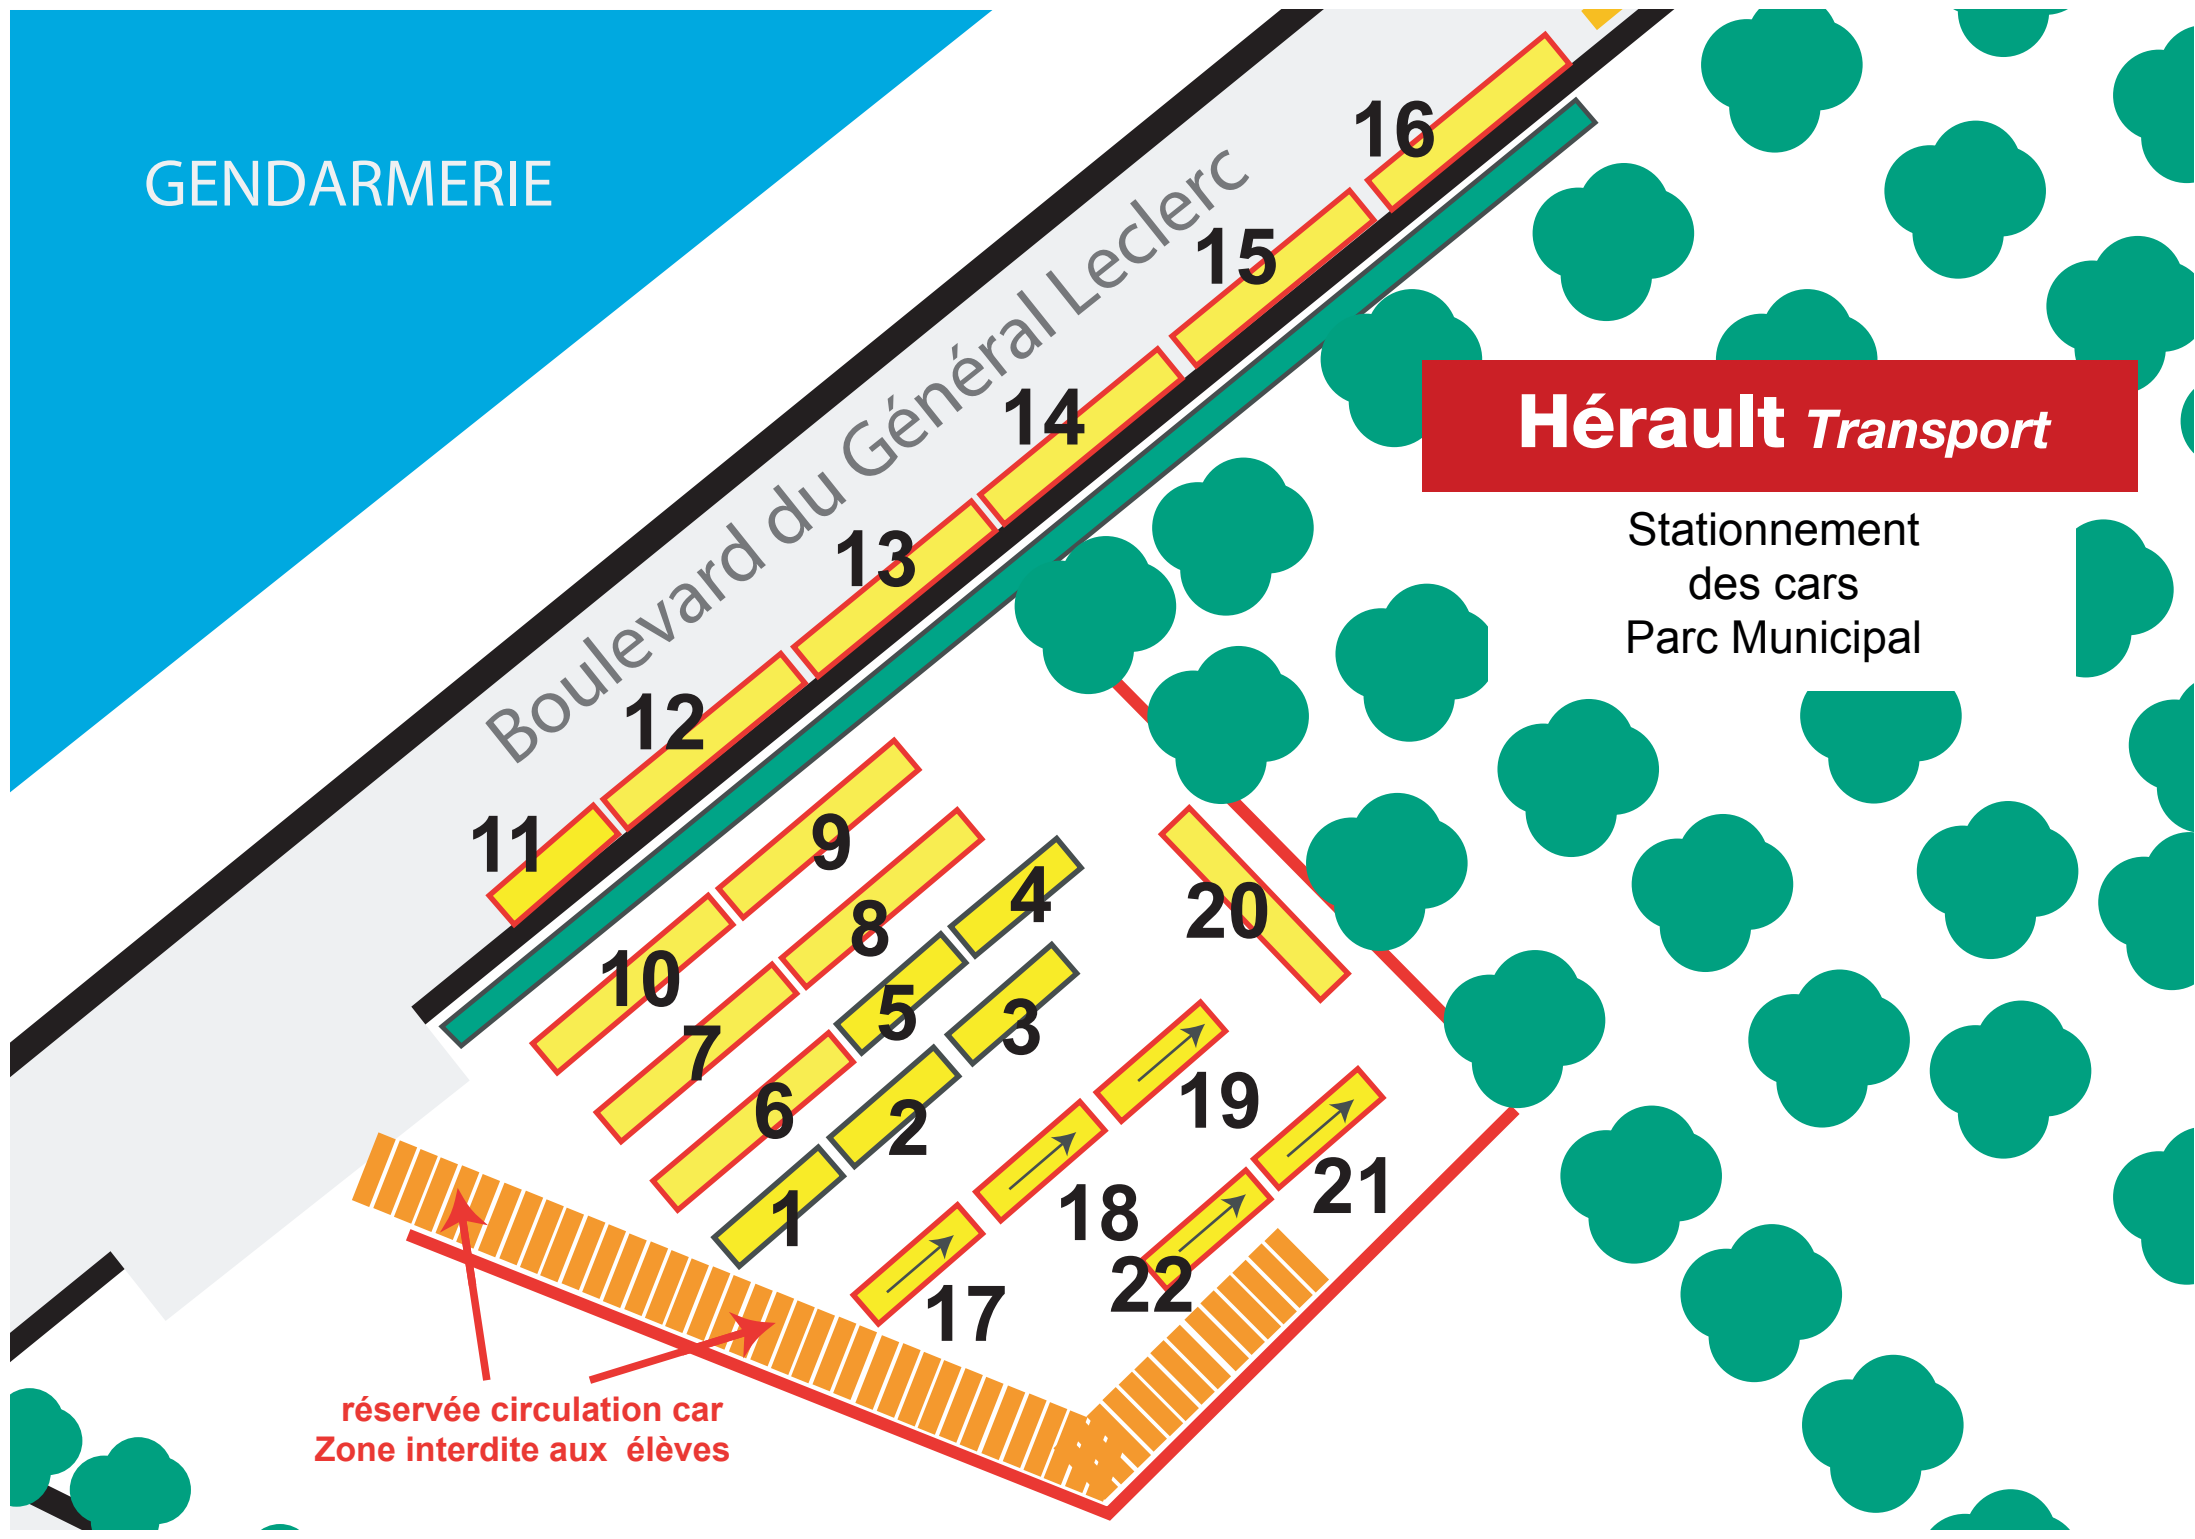 GENDARMERIE
Boulevard du Général Leclerc
16
15
14
13
12
11
Hérault Transport
Stationnement
des cars
Parc Municipal
9
10
8
7
4
5
6
3
2
1
20
19
18
17
21
22
réservée circulation car
Zone interdite aux élèves